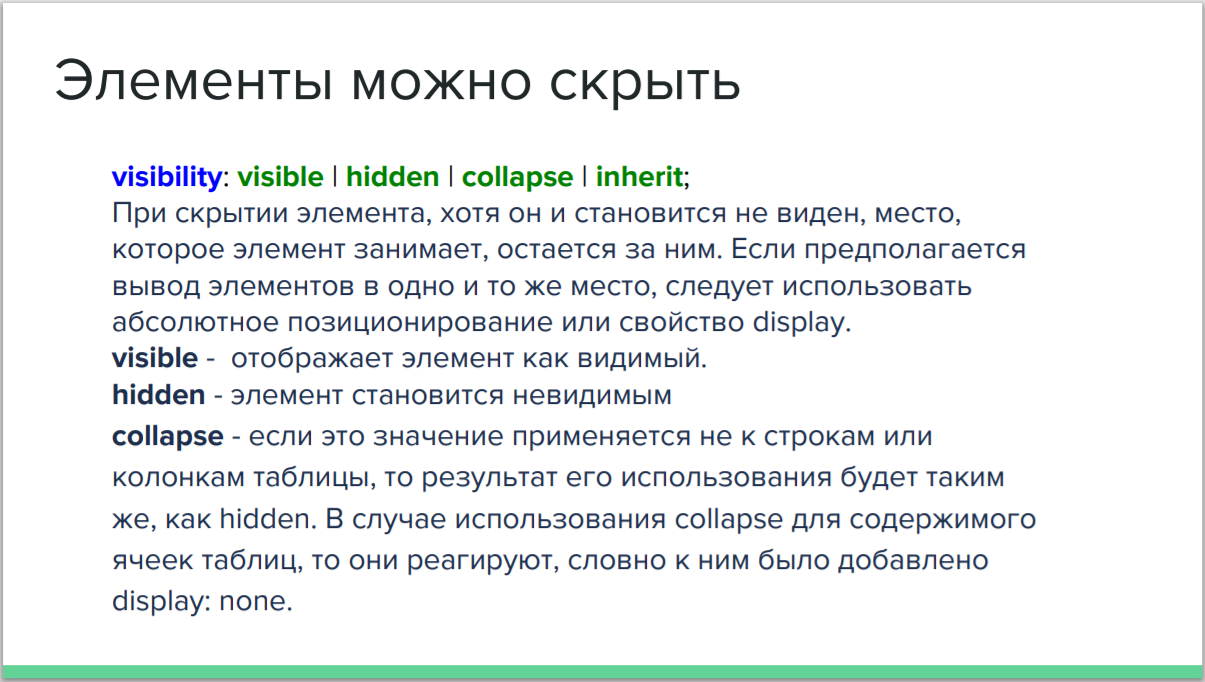 Элементы можно скрыть
visibility: visible | hidden | collapse | inherit;
При скрытии элемента, хотя он и становится не виден, место,
которое элемент занимает, остается за ним. Если предполагается
вывод элементов в одно и то же место, следует использовать
абсолютное позиционирование или свойство display.
visible -  отображает элемент как видимый.
hidden - элемент становится невидимым
collapse - если это значение применяется не к строкам или
колонкам таблицы, то результат его использования будет таким
же, как hidden. В случае использования collapse для содержимого
ячеек таблиц, то они реагируют, словно к ним было добавлено
display: none.